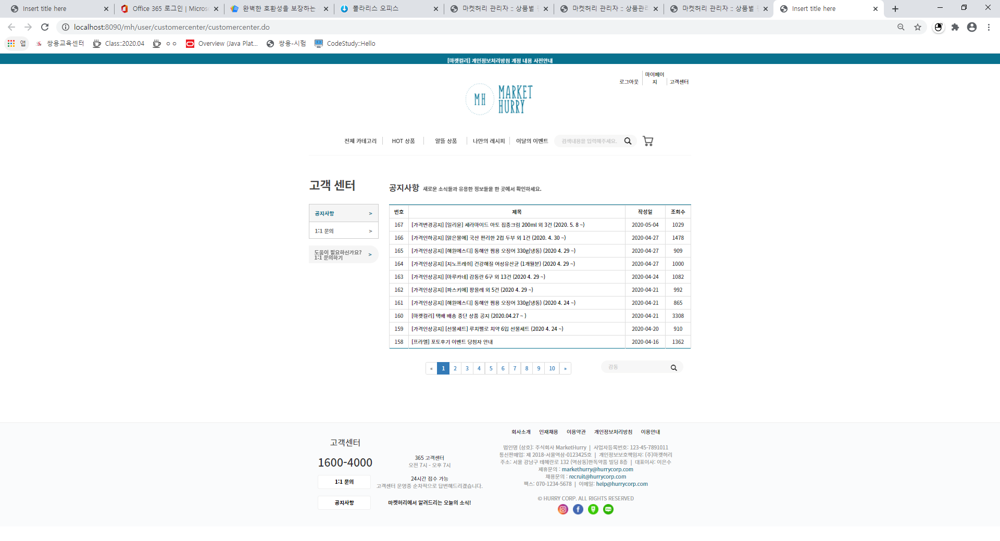 Insert title here
Office 365 로그인 | Micros
완벽한 호환성을 보장하는
폴라리스 오피스
마켓허리 관리자 :: 상품별
마켓허리 관리자 :: 상품관리
마켓허리 관리자 :: 상품별
Insert title here
localhost:8090/mh/user/customercenter/customercenter.do
앱
쌍용교육센터
Class::2020.04
ㅇㅇ
Overview (Java Plat...
쌍용-시험
CodeStudy::Hello
[마켓컬리] 개인정보처리방침 개정 내용 사전안내
로그아웃
마이페이
지
고객센터
MH
MARKET
HURRY
전체 카테고리
HOT 상품
알뜰 상품
나만의 레시피
이달의 이벤트
검색내용을 입력해주세요.
고객 센터
공지사항 >
1:1 문의 >
도움이 필요하신가요?
1:1 문의하기 >
공지사항 새로운 소식들과 유용한 정보들을 한 곳에서 확인하세요.
번호 제목 작성일 조회수
167 [가격변경공지] [일리윤] 세라마이드 아토 집중크림 200ml 외 3건 (2020. 5. 8 ~) 2020-05-04 1029
166 [가격인하공지] [맑은물에] 국산 편리한 2컵 두부 외 1건 (2020. 4. 30 ~) 2020-04-27 1478
165 [가격인상공지] [해원에스디] 동해안 찜용 오징어 330g(냉동) (2020 4. 29 ~) 2020-04-27 909
164 [가격인상공지] [지노프레쉬] 건강해질 여성유산균 (1개월분) (2020 4. 29 ~) 2020-04-27 1000
163 [가격인상공지] [마루카네] 감동란 6구 외 13건 (2020 4. 29 ~) 2020-04-24 1082
162 [가격인상공지] [파스키에] 팡올레 외 5건 (2020 4. 29 ~) 2020-04-21 992
161 [가격인상공지] [해원에스디] 동해안 찜용 오징어 330g(냉동) (2020 4. 24 ~) 2020-04-21 865
160 [마켓컬리] 택배 배송 중단 상품 공지 (2020.04.27 ~ ) 2020-04-21 3308
159 [가격인상공지] [선물세트] 루치펠로 치약 6입 선물세트 (2020 4. 24 ~) 2020-04-20 910
158 [프라엘] 포토후기 이벤트 당첨자 안내 2020-04-16 1362
« 1 2 3 4 5 6 7 8 9 10 »
감동
고객센터
1600-4000
1:1 문의
공지사항
365 고객센터
오전 7시 - 오후 7시
24시간 접수 가능
고객센터 운영중 순차적으로 답변해드리겠습니다.
마켓허리에서 알려드리는 오늘의 소식!
회사소개 인재채용 이용약관 개인정보처리방침 이용안내
법인명 (상호): 주식회사 MarketHurry | 사업자등록번호: 123-45-7891011
통신판매업: 제 2018-서울역삼-0123425호 | 개인정보보호책임자: (주)마켓허리
주소: 서울 강남구 테헤란로 132 (역삼동)한독약품 빌딩 8층 | 대표이사: 이은수
제휴문의 : markethurry@hurrycorp.com
채용문의 : recruit@hurrycorp.com
팩스: 070-1234-5678 | 이메일: help@hurrycorp.com
© HURRY CORP. ALL RIGHTS RESERVED